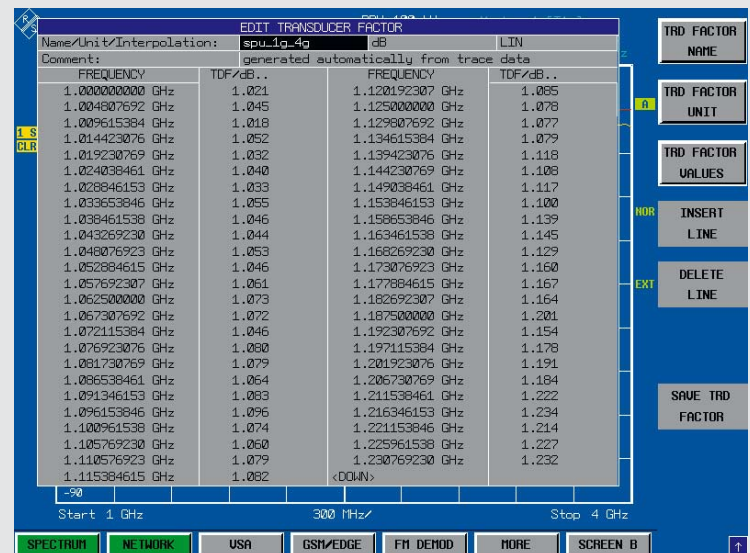 EDIT TRANSDUCER FACTOR
Name/Unit/Interpolation: spu_1g_4g dB LIN
Comment: generated automatically from trace data
FREQUENCY TDF/dB.. FREQUENCY TDF/dB..
1.000000000 GHz 1.021 1.120192307 GHz 1.085
1.004807692 GHz 1.045 1.125000000 GHz 1.078
1.009615384 GHz 1.018 1.129807692 GHz 1.077
1.014423076 GHz 1.052 1.134615384 GHz 1.079
1.019230769 GHz 1.032 1.139423076 GHz 1.118
1.024038461 GHz 1.040 1.144230769 GHz 1.108
1.028846153 GHz 1.033 1.149038461 GHz 1.117
1.033653846 GHz 1.055 1.153846153 GHz 1.100
1.038461538 GHz 1.046 1.158653846 GHz 1.139
1.043269230 GHz 1.044 1.163461538 GHz 1.145
1.048076923 GHz 1.053 1.168269230 GHz 1.129
1.052884615 GHz 1.046 1.173076923 GHz 1.160
1.057692307 GHz 1.061 1.177884615 GHz 1.167
1.062500000 GHz 1.073 1.182692307 GHz 1.164
1.067307692 GHz 1.072 1.187500000 GHz 1.201
1.072115384 GHz 1.046 1.192307692 GHz 1.154
1.076923076 GHz 1.080 1.197115384 GHz 1.178
1.081730769 GHz 1.079 1.201923076 GHz 1.191
1.086538461 GHz 1.064 1.206730769 GHz 1.184
1.091346153 GHz 1.083 1.211538461 GHz 1.222
1.096153846 GHz 1.096 1.216346153 GHz 1.234
1.100961538 GHz 1.074 1.221153846 GHz 1.214
1.105769230 GHz 1.060 1.225961538 GHz 1.227
1.110576923 GHz 1.079 1.230769230 GHz 1.232
1.115384615 GHz 1.082 <DOWN>
-90
Start 1 GHz 300 MHz/ Stop 4 GHz
1 S
CLR
A
NOR
EXT
TRD FACTOR
NAME
TRD FACTOR
UNIT
TRD FACTOR
VALUES
INSERT
LINE
DELETE
LINE
SAVE TRD
FACTOR
SPECTRUM NETWORK VSA GSM/EDGE FM DEMOD MORE SCREEN B